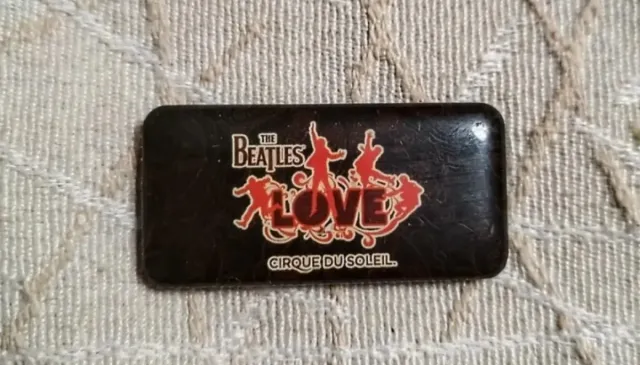 THE
BEATLES
LOVE
CIRQUE DU SOLEIL.